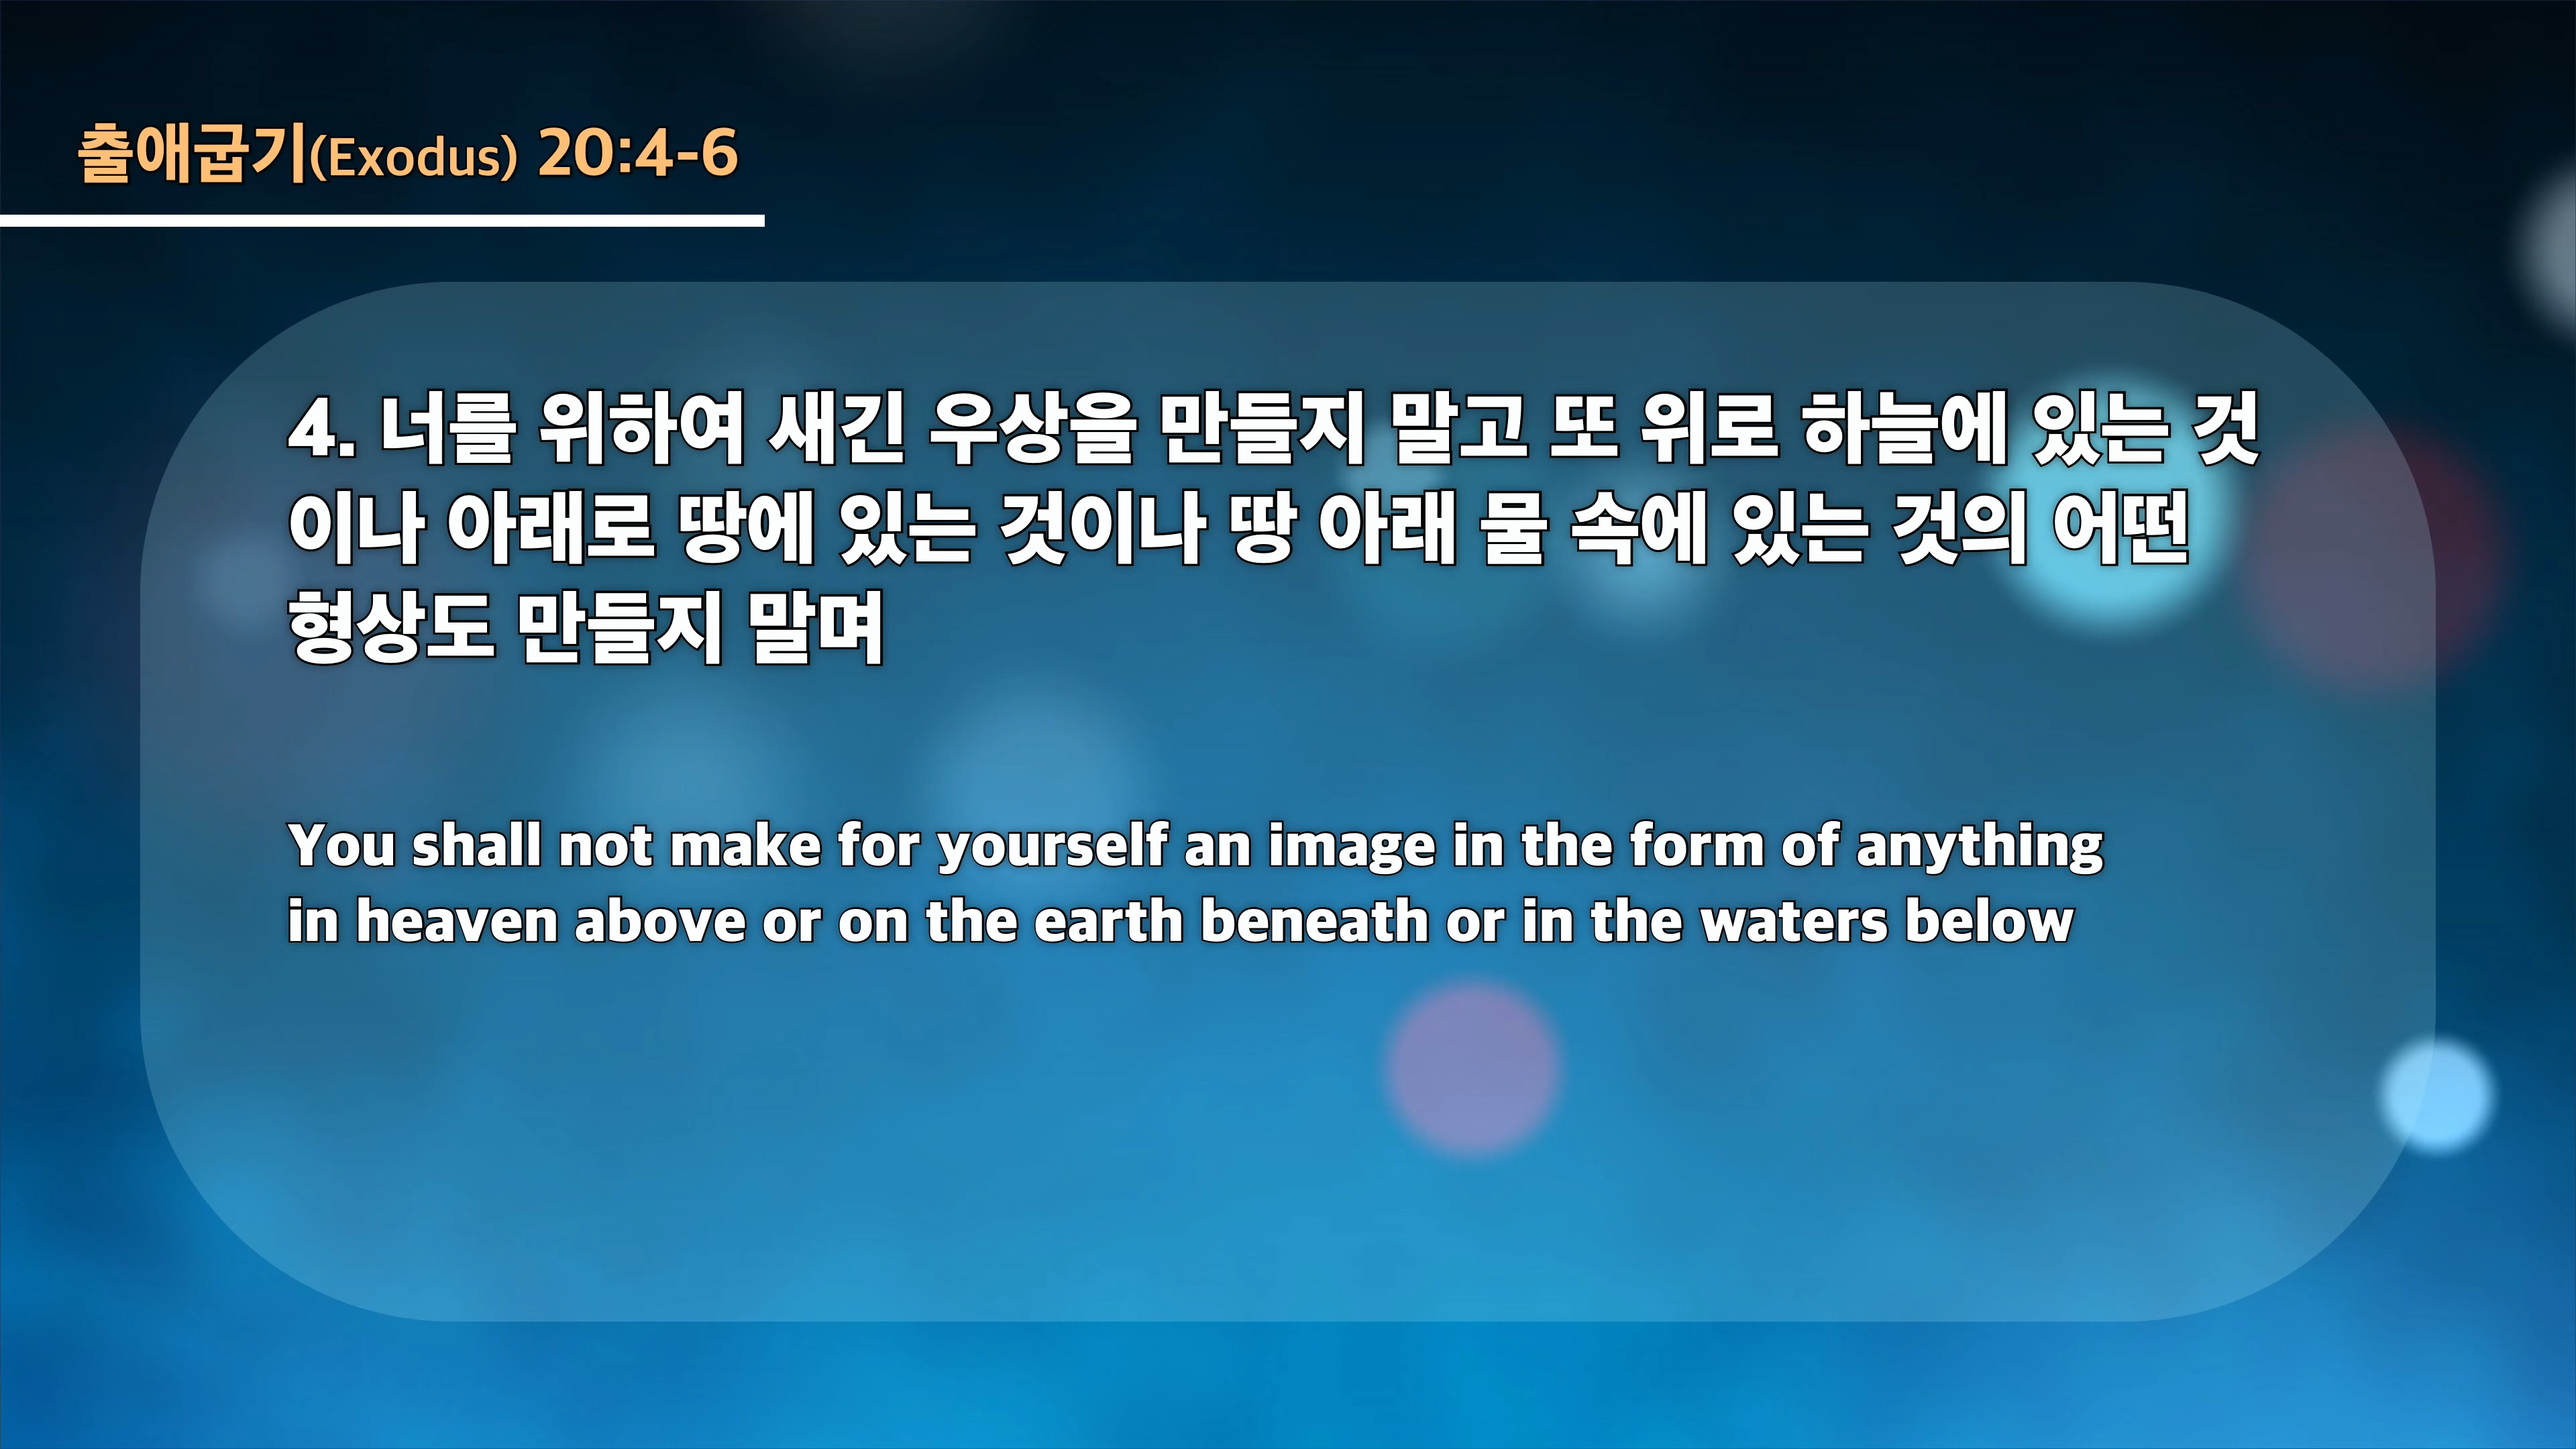 출애굽기(Exodus) 20:4-6
4. 너를 위하여 새긴 우상을 만들지 말고 또 위로 하늘에 있는 것
이나 아래로 땅에 있는 것이나 땅 아래 물 속에 있는 것의 어떤
형상도 만들지 말며
You shall not make for yourself an image in the form of anything
in heaven above or on the earth beneath or in the waters below